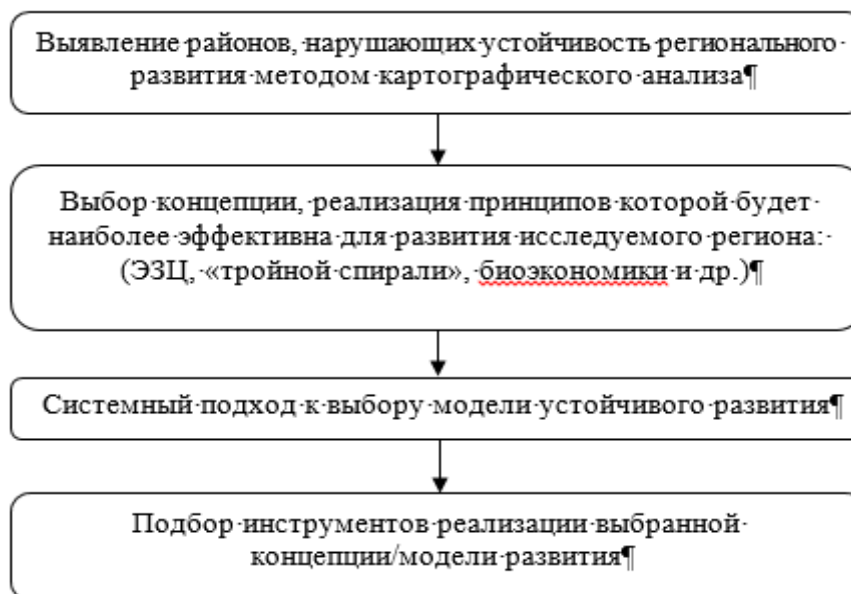 Выявление районов, нарушающих устойчивость регионального
развития методом картографического анализа¶
Выбор концепции, реализация принципов которой будет
наиболее эффективна для развития исследуемого региона:
(ЭЗЦ, «тройной спирали», биоэкономики и др.)¶
Системный подход к выбору модели устойчивого развития¶
Подбор инструментов реализации выбранной
концепции/модели развития¶